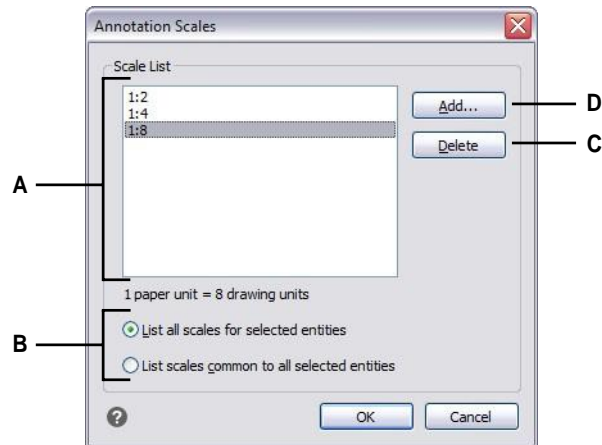 Annotation Scales
Scale List
1:2
1:4
1:8
Add...
D
Delete
C
A
1 paper unit = 8 drawing units
List all scales for selected entities
B
List scales common to all selected entities
?
OK
Cancel